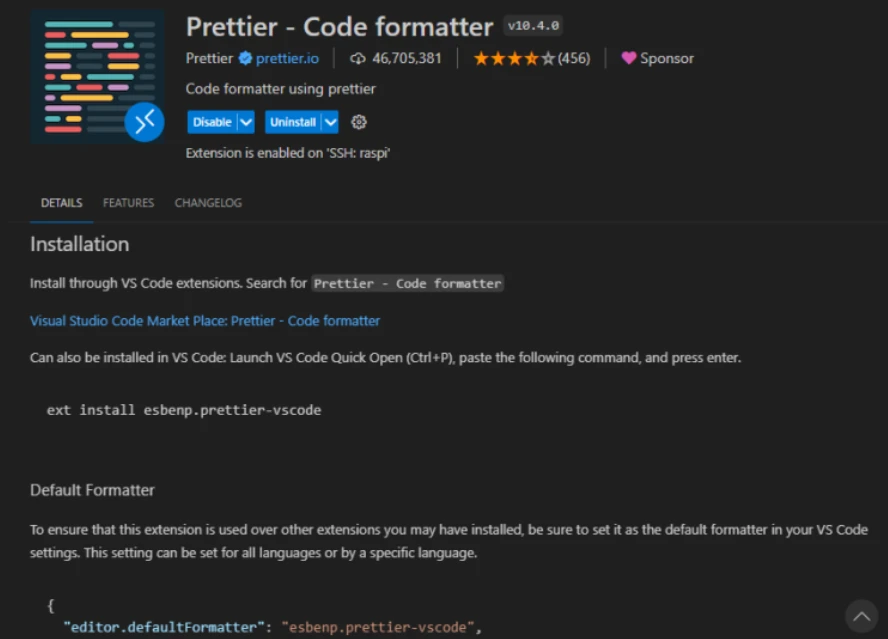 Prettier - Code formatter v10.4.0
Prettier prettier.io 46,705,381 (456) Sponsor
Code formatter using prettier
Disable Uninstall
Extension is enabled on 'SSH: raspi'
DETAILS FEATURES CHANGELOG
Installation
Install through VS Code extensions. Search for Prettier - Code formatter
Visual Studio Code Market Place: Prettier - Code formatter
Can also be installed in VS Code: Launch VS Code Quick Open (Ctrl+P), paste the following command, and press enter.
ext install esbenp.prettier-vscode
Default Formatter
To ensure that this extension is used over other extensions you may have installed, be sure to set it as the default formatter in your VS Code
settings. This setting can be set for all languages or by a specific language.
{
"editor.defaultFormatter": "esbenp.prettier-vscode",